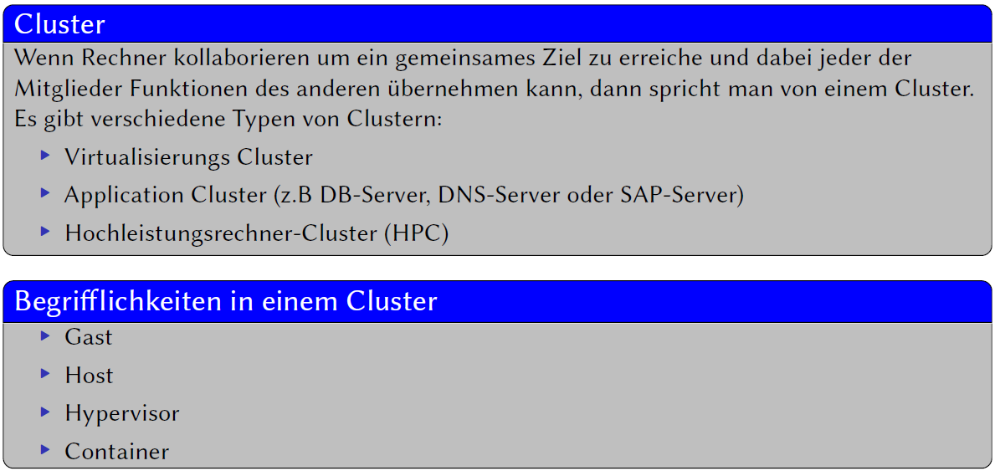 Cluster
Wenn Rechner kollaborieren um ein gemeinsames Ziel zu erreiche und dabei jeder der
Mitglieder Funktionen des anderen übernehmen kann, dann spricht man von einem Cluster.
Es gibt verschiedene Typen von Clustern:
Virtualisierungs Cluster
Application Cluster (z.B DB-Server, DNS-Server oder SAP-Server)
Hochleistungsrechner-Cluster (HPC)
Begrifflichkeiten in einem Cluster
Gast
Host
Hypervisor
Container